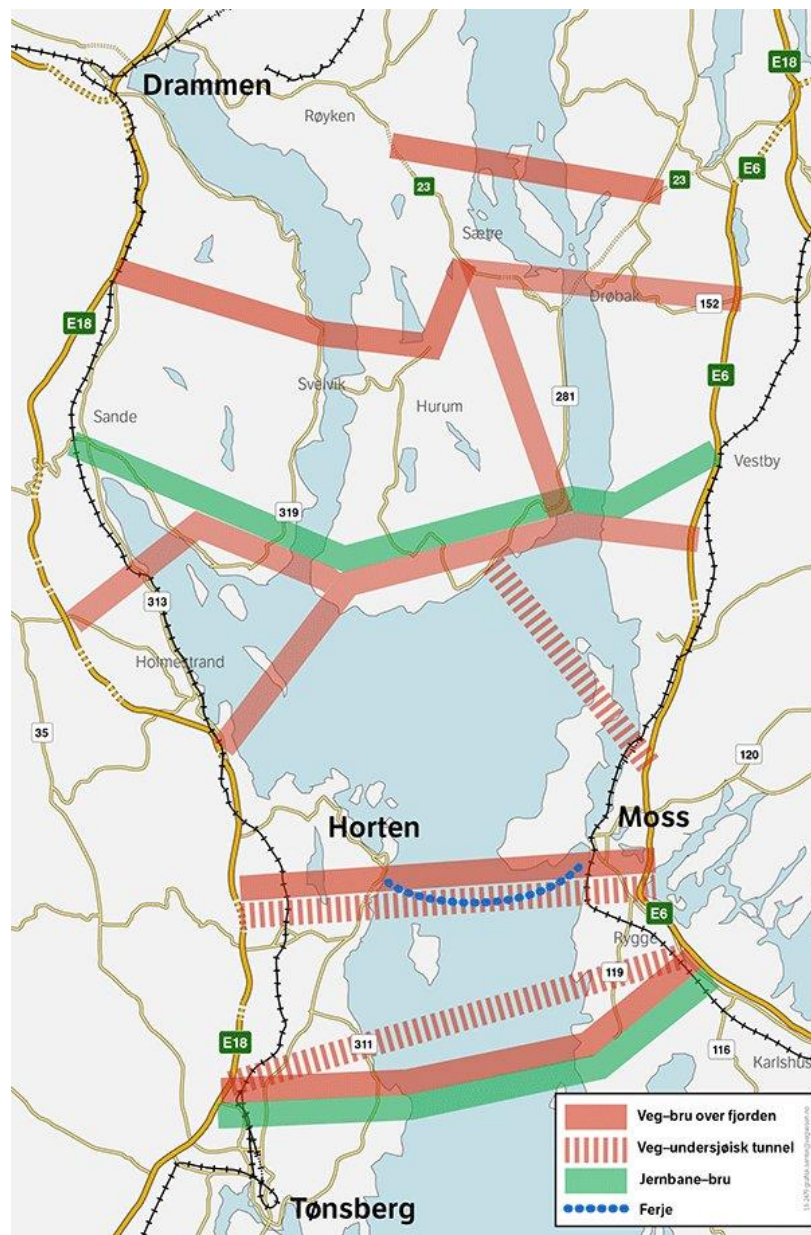 E18
Drammen
Røyken
E6
23
23
Sætre
Drøbak
152
E18
Svelvik
E6
281
Hurum
Sande
Vestby
319
313
Holmestrand
35
120
Horten
Moss
E6
Rygge
119
311
E18
116
Karlshus
Tønsberg
Veg-bru over fjorden
Veg-undersjøisk tunnel
Jernbane-bru
Ferje